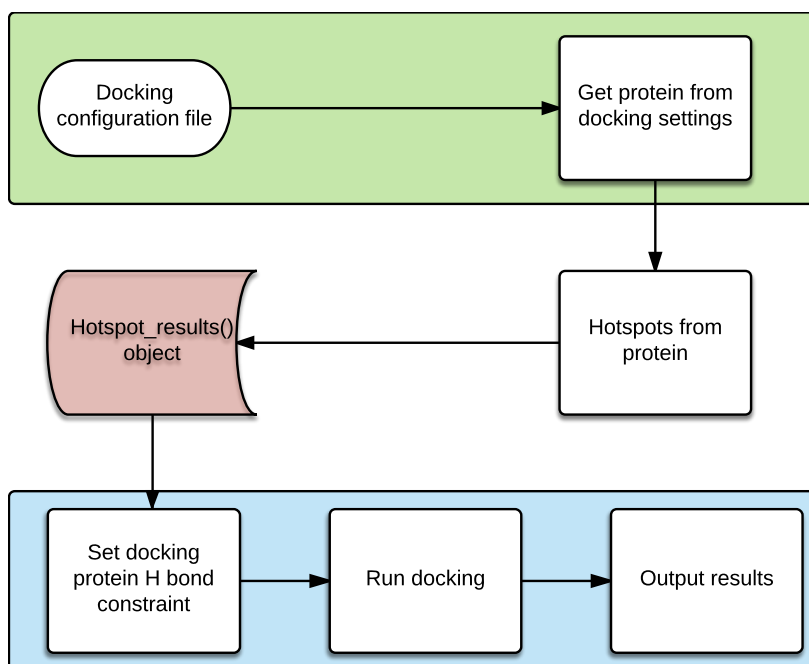 Docking
configuration file
Get protein from
docking settings
Hotspot_results()
object
Hotspots from
protein
Set docking
protein H bond
constraint
Run docking
Output results